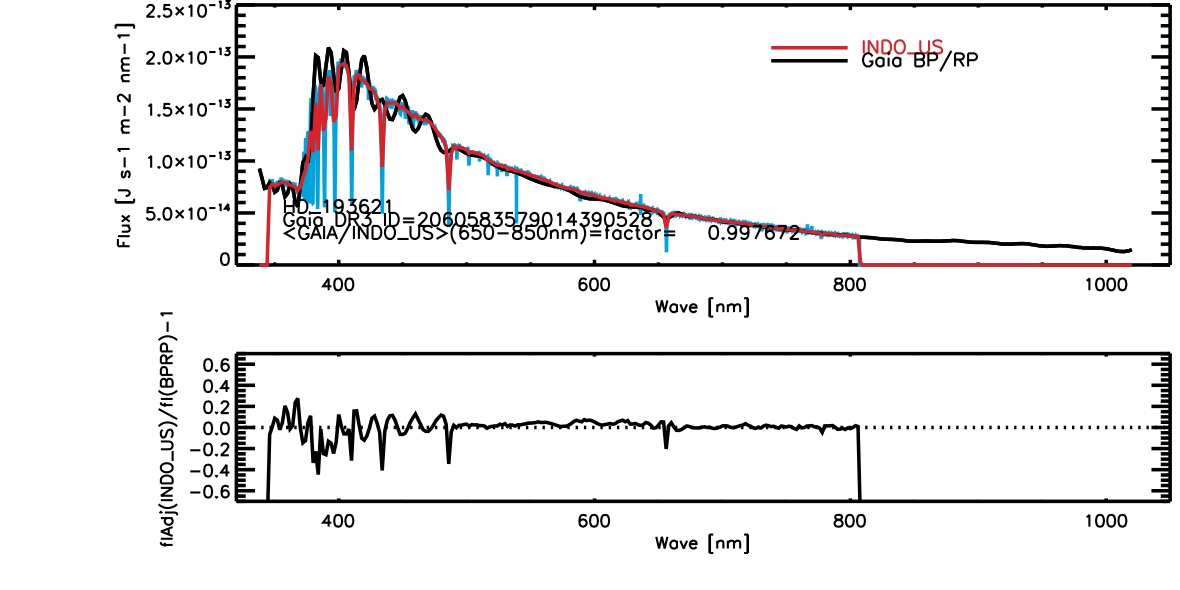 2.5×10−13
INDO_US
Gaia BP/RP
2.0×10−13
1.5×10−13
1.0×10−13
5.0×10−14
0
Flux [J s−1 m−2 nm−1]
HD_193621
Gaia DR3 ID=2060583579014390528
<GAIA/INDO_US>(650−850nm)=factor= 0.997672
400 600 800 1000
Wave [nm]
flAdj(INDO_US)/fl(BPRP)−1
0.6
0.4
0.2
0.0
−0.2
−0.4
−0.6
400 600 800 1000
Wave [nm]